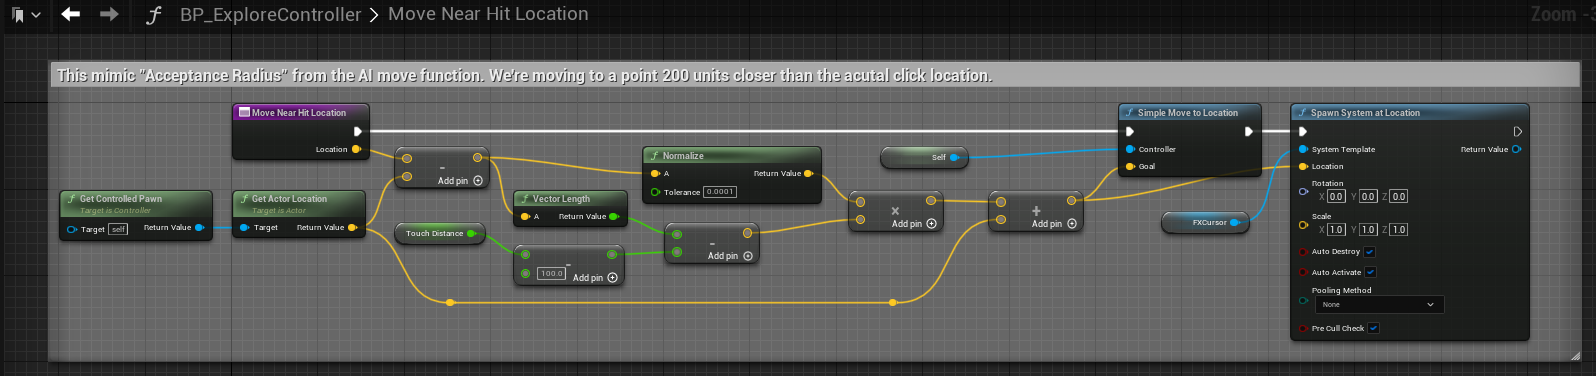 BP_ExploreController > Move Near Hit Location
Zoom -3
This mimic "Acceptance Radius" from the AI move function. We're moving to a point 200 units closer than the acutal click location.
Move Near Hit Location
Location
Get Controlled Pawn
Target is Controller
Target self
Return Value
Get Actor Location
Target is Actor
Target
Return Value
-
Add pin
Touch Distance
Vector Length
A
Return Value
100.0
-
Add pin
Normalize
A
Return Value
Tolerance 0.0001
-
Add pin
Self
x
Add pin
+
Add pin
Simple Move to Location
Controller
Goal
FXCursor
Spawn System at Location
System Template
Return Value
Location
Rotation
X 0.0 Y 0.0 Z 0.0
Scale
X 1.0 Y 1.0 Z 1.0
Auto Destroy
Auto Activate
Pooling Method
None
Pre Cull Check